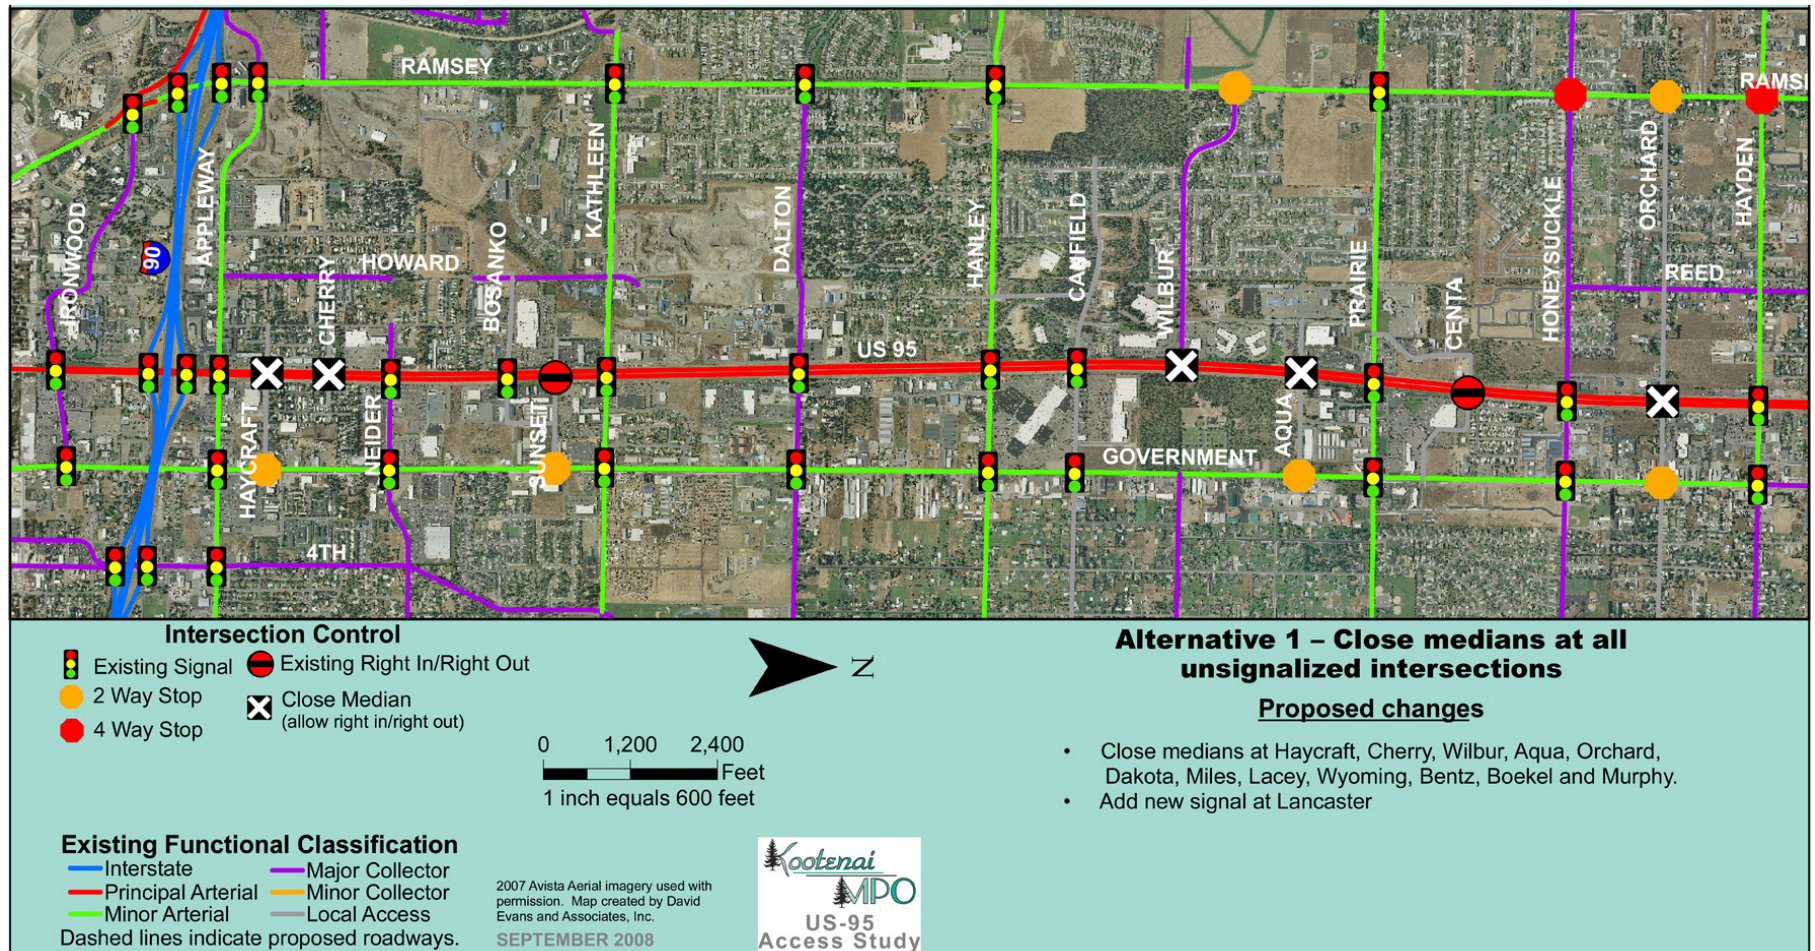 RAMSEY
RAMSE
IRONWOOD
90
APPLEWAY
HOWARD
CHERRY
BOSANKO
KATHLEEN
DALTON
HANLEY
CANFIELD
WILBUR
PRAIRIE
CENTA
HONEYSUCKLE
ORCHARD
HAYDEN
REED
US 95
HAYCRAFT
NEIDER
SUNSET
GOVERNMENT
AQUA
4TH
Intersection Control
Existing Signal
Existing Right In/Right Out
2 Way Stop
Close Median
(allow right in/right out)
4 Way Stop
N
0 1,200 2,400
Feet
1 inch equals 600 feet
Alternative 1 – Close medians at all
unsignalized intersections
Proposed changes
• Close medians at Haycraft, Cherry, Wilbur, Aqua, Orchard,
Dakota, Miles, Lacey, Wyoming, Bentz, Boekel and Murphy.
• Add new signal at Lancaster
Existing Functional Classification
Interstate
Major Collector
Principal Arterial
Minor Collector
Minor Arterial
Local Access
Dashed lines indicate proposed roadways.
2007 Avista Aerial imagery used with
permission. Map created by David
Evans and Associates, Inc.
SEPTEMBER 2008
Kootenai
MPO
US-95
Access Study